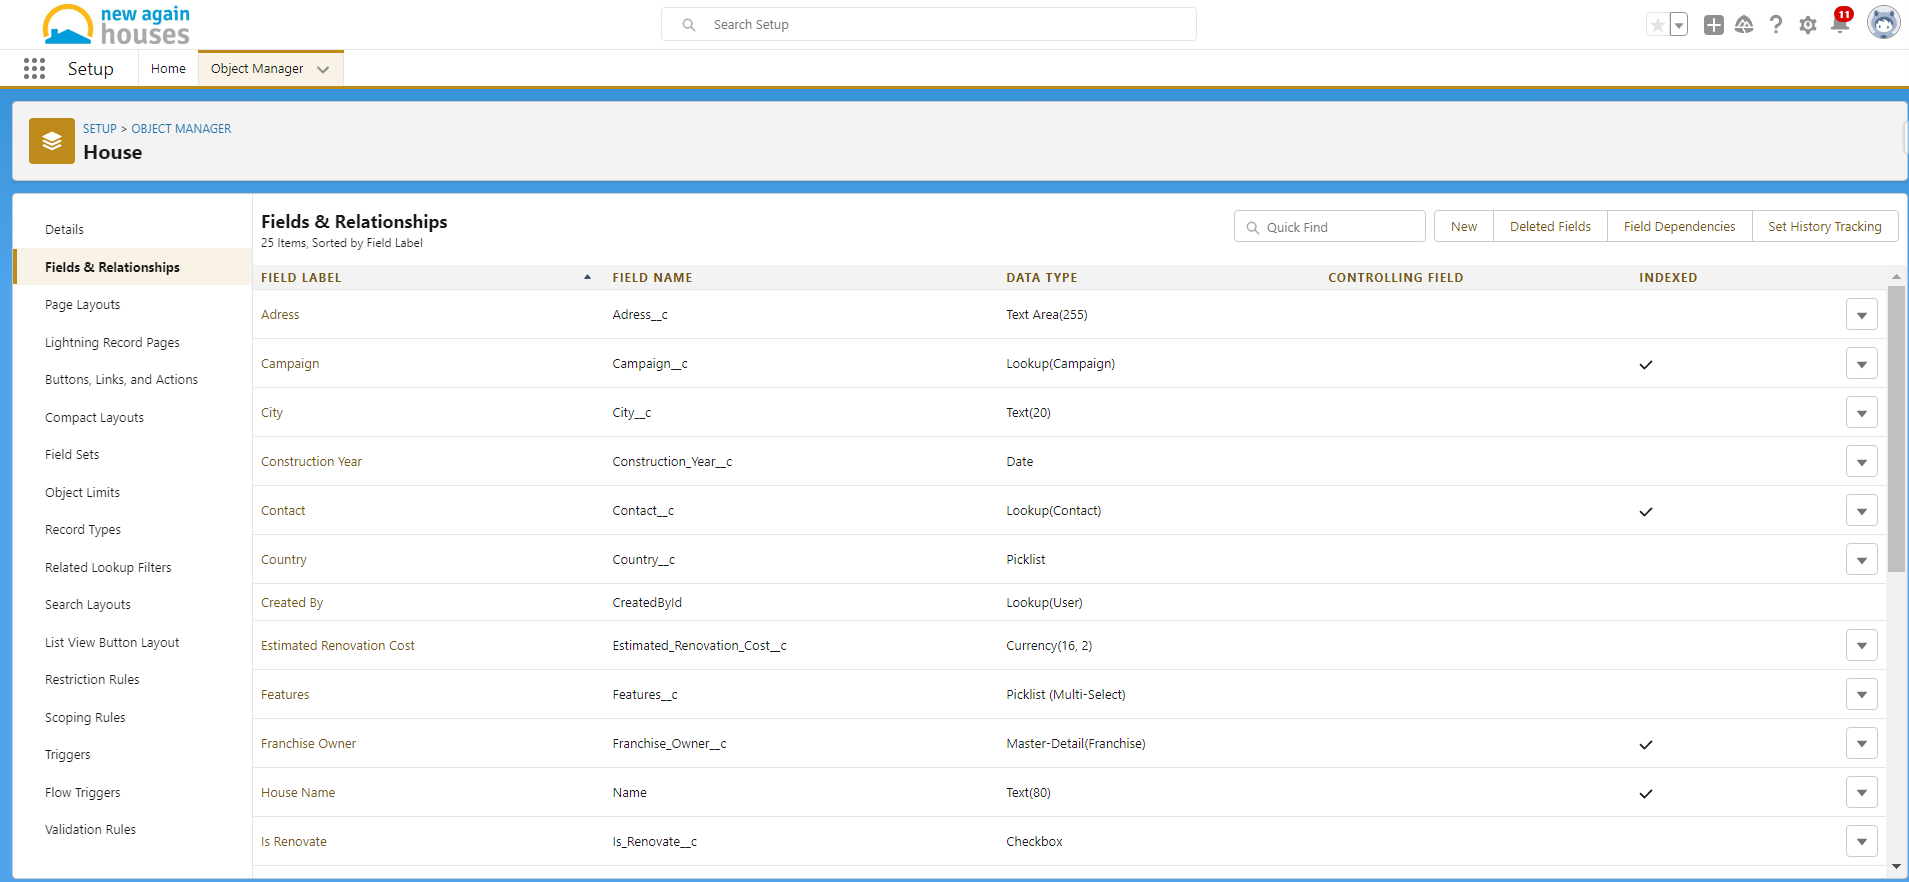 new again
houses
Search Setup
11
Setup
Home
Object Manager
SETUP > OBJECT MANAGER
House
Details
Fields & Relationships
Page Layouts
Lightning Record Pages
Buttons, Links, and Actions
Compact Layouts
Field Sets
Object Limits
Record Types
Related Lookup Filters
Search Layouts
List View Button Layout
Restriction Rules
Scoping Rules
Triggers
Flow Triggers
Validation Rules
Fields & Relationships
25 Items, Sorted by Field Label
Quick Find
New
Deleted Fields
Field Dependencies
Set History Tracking
FIELD LABEL FIELD NAME DATA TYPE CONTROLLING FIELD INDEXED
Adress Adress__c Text Area(255)
Campaign Campaign__c Lookup(Campaign)
City City__c Text(20)
Construction Year Construction_Year__c Date
Contact Contact__c Lookup(Contact)
Country Country__c Picklist
Created By CreatedById Lookup(User)
Estimated Renovation Cost Estimated_Renovation_Cost__c Currency(16, 2)
Features Features__c Picklist (Multi-Select)
Franchise Owner Franchise_Owner__c Master-Detail(Franchise)
House Name Name Text(80)
Is Renovate Is_Renovate__c Checkbox